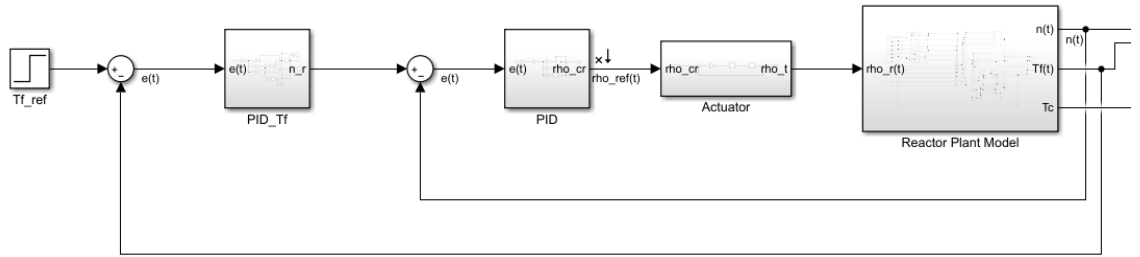 Tf_ref
+
-
e(t)
e(t)
n_r
PID_Tf
+
-
e(t)
e(t)
rho_cr
PID
rho_ref(t)
rho_cr
rho_t
Actuator
rho_r(t)
n(t)
Tf(t)
Tc
Reactor Plant Model
n(t)
e(t)
e(t)